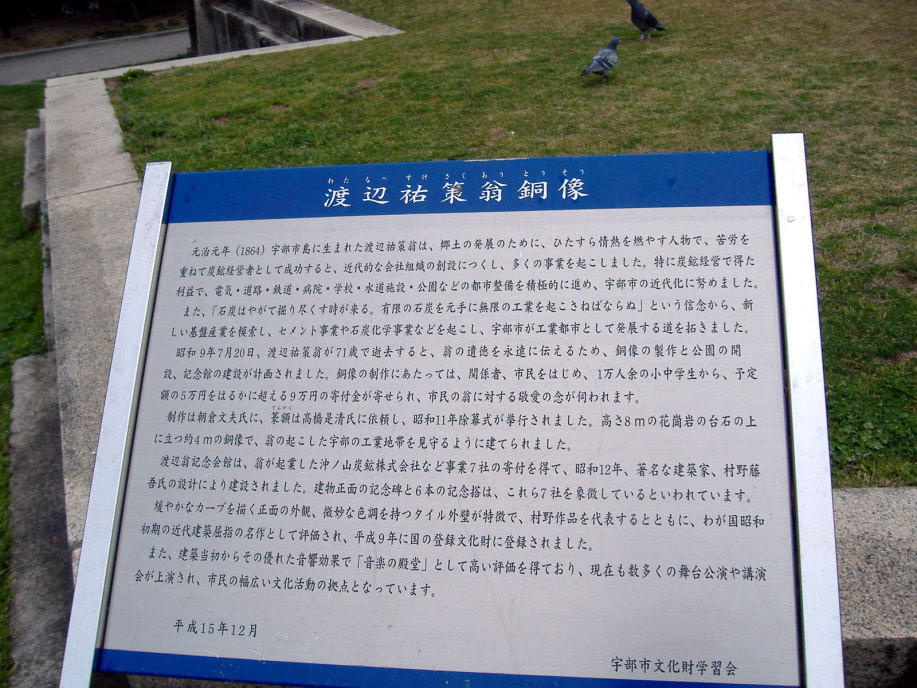 わたなべすけさくおうどうぞう
渡辺祐策翁銅像
元治元年(1864)宇部市島に生まれた渡辺祐策翁は、郷土の発展のために、ひたすら情熱を燃やす人物で、苦労を
重ねて炭鉱経営者として成功すると、近代的な会社組織の創設につくし、多くの事業を起こしました。特に炭鉱経営で得た
利益で、電気・道路・鉄道・病院・学校・水道施設・公園などの都市整備を積極的に進め、宇部市の近代化に努めました。
また、「石炭はやがて掘り尽くす時が来る。有限の石炭を元手に無限の工業を起こさねばならぬ」という信念から、新
しい基盤産業を模索し、セメント事業や石炭化学事業などを起こし、宇部市が工業都市として発展する道を拓きました。
昭和9年7月20日、渡辺祐策翁が71歳で逝去すると、翁の遺徳を永遠に伝えるため、銅像の製作と公園の開
設、記念館の建設が計画されました。銅像の制作にあたっては、関係者、市民をはじめ、1万人余の小中学生から、予定
額の5万円をはるかに超える9万円の寄付金が寄せられ、市民の翁に対する敬愛の念が伺われます。
てんがく
制作は朝倉文夫氏に、篆額は高橋是清氏に依頼し、昭和11年除幕式が挙行されました。高さ8mの花崗岩の台石の上
に立つ約4mの銅像で、翁の起こした宇部の工業地帯を見守るように建てられました。
渡辺翁記念会館は、翁が起業した沖ノ山炭鉱株式会社など事業7社の寄付を得て、昭和12年、著名な建築家、村野藤
吾氏の設計により建設されました。建物正面の記念碑と6本の記念搭は、これら7社を象徴しているといわれています。
緩やかなカーブを描く正面の外観、微妙な色調を持つタイル外壁が特徴で、村野作品を代表するとともに、わが国昭和
初期の近代建築屈指の名作として評価され、平成9年に国の登録文化財に登録されました。
また、建築当初からその優れた音響効果で「音楽の殿堂」として高い評価を得ており、現在も数多くの舞台公演や講演
会が上演され、市民の幅広い文化活動の拠点となっています。
平成15年12月
宇部市文化財学習会